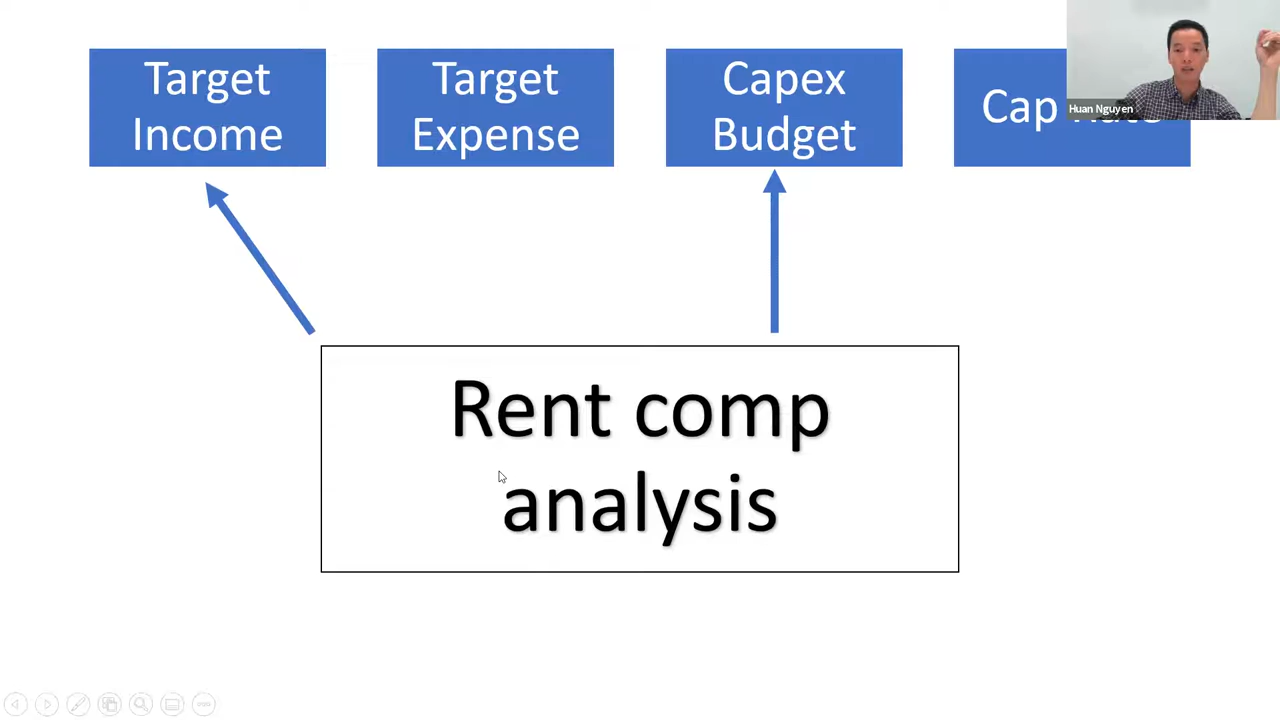 Target
Income
Target
Expense
Capex
Budget
Cap
Huan Nguyen
Rent comp
analysis